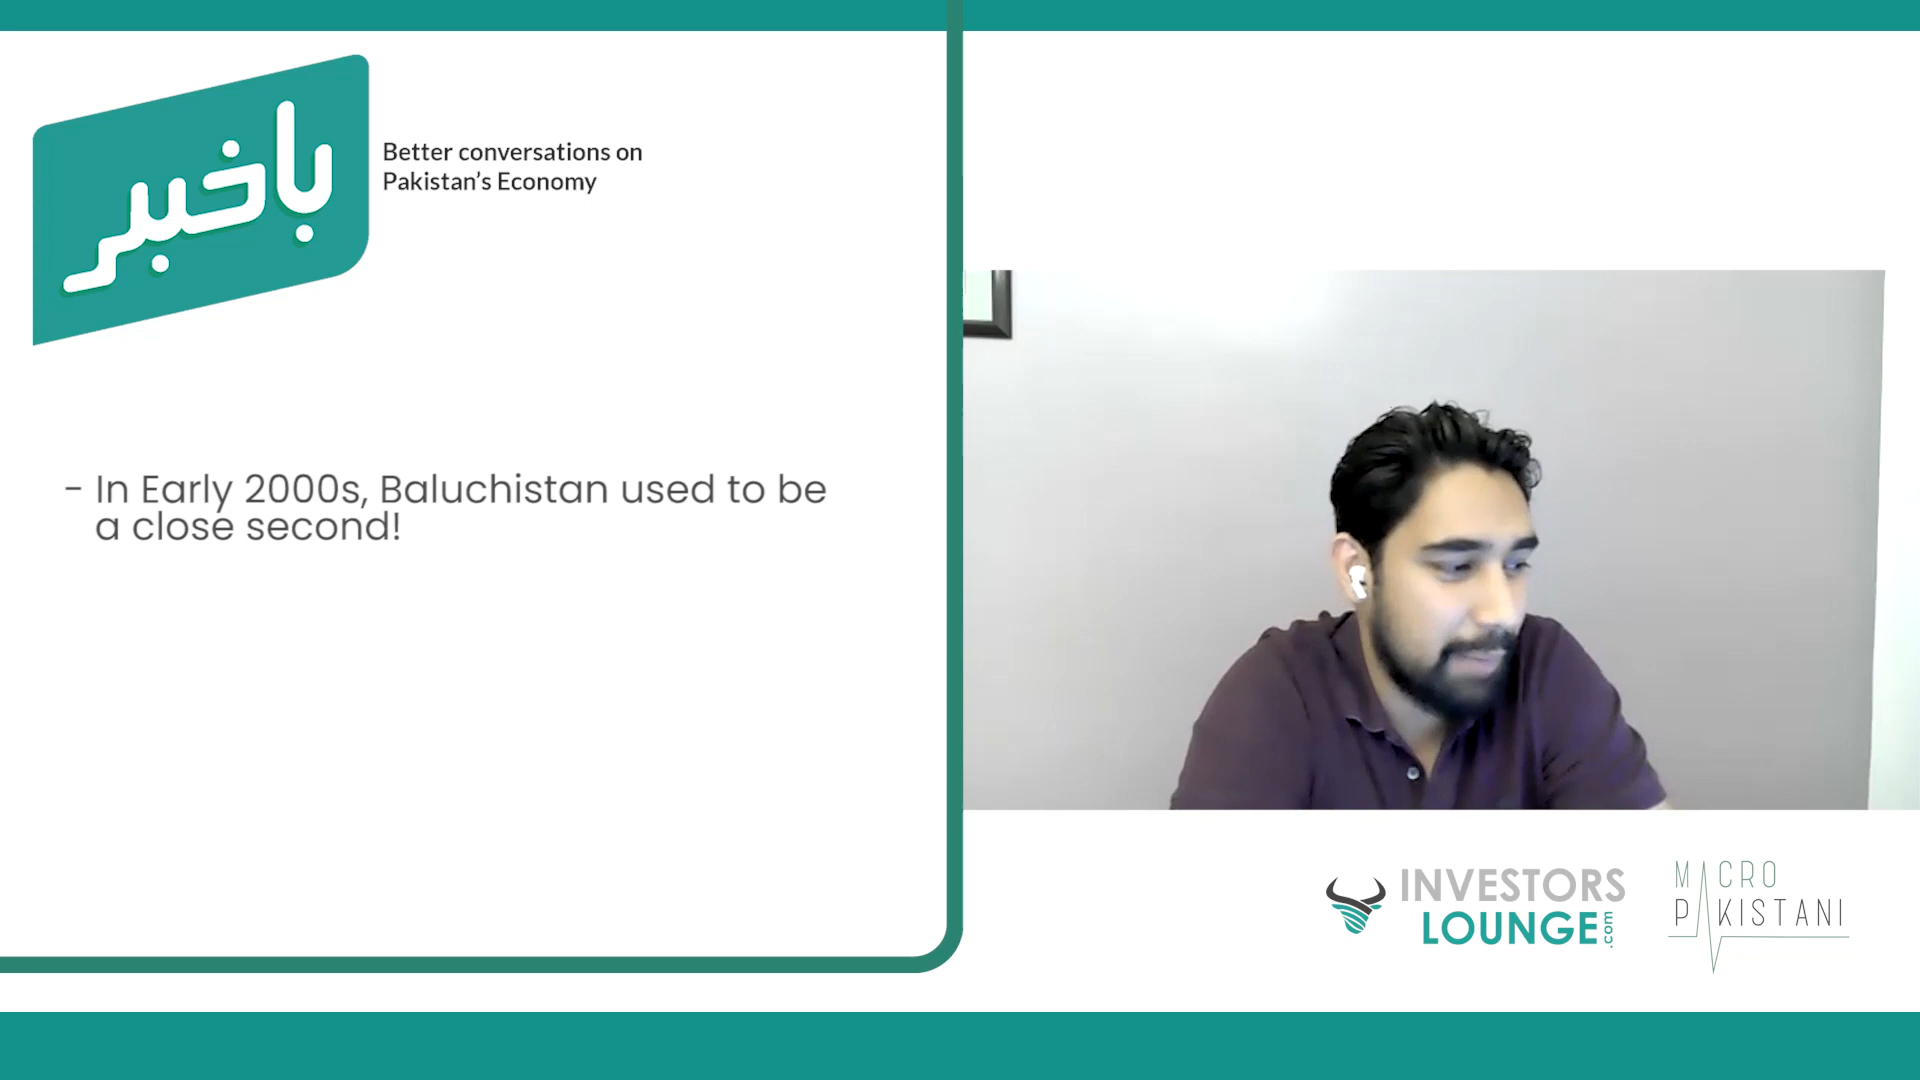 باخبر
Better conversations on
Pakistan’s Economy
- In Early 2000s, Baluchistan used to be
a close second!
INVESTORS
LOUNGE.com
MACRO
PAKISTANI